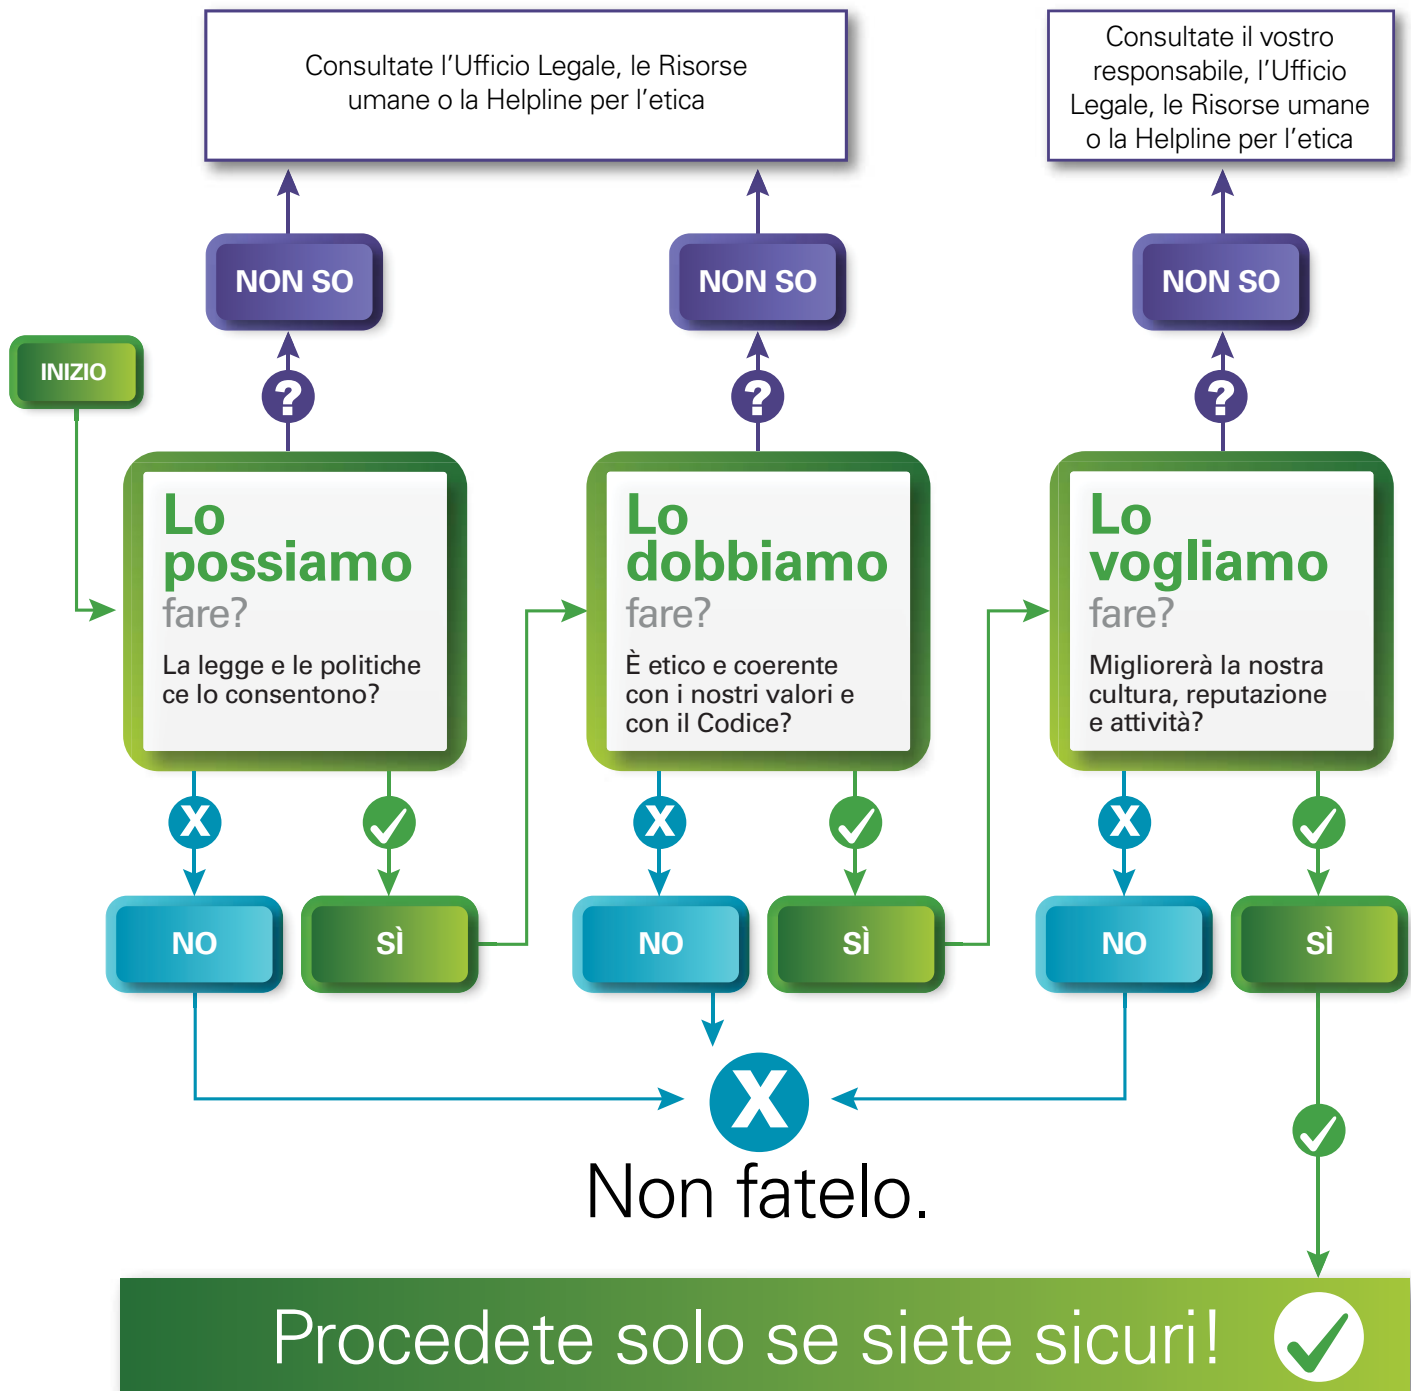 Consultate l'Ufficio Legale, le Risorse
umane o la Helpline per l'etica
Consultate il vostro
responsabile, l'Ufficio
Legale, le Risorse umane
o la Helpline per l'etica
NON SO
NON SO
NON SO
INIZIO
?
?
?
Lo
possiamo
fare?
La legge e le politiche
ce lo consentono?
Lo
dobbiamo
fare?
È etico e coerente
con i nostri valori e
con il Codice?
Lo
vogliamo
fare?
Migliorerà la nostra
cultura, reputazione
e attività?
X
X
X
NO
SÌ
NO
SÌ
NO
SÌ
X
Non fatelo.
Procedete solo se siete sicuri!